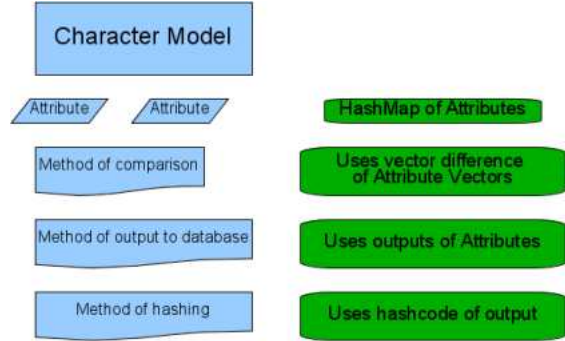 Character Model
Attribute Attribute
HashMap of Attributes
Method of comparison
Uses vector difference
of Attribute Vectors
Method of output to database
Uses outputs of Attributes
Method of hashing
Uses hashcode of output